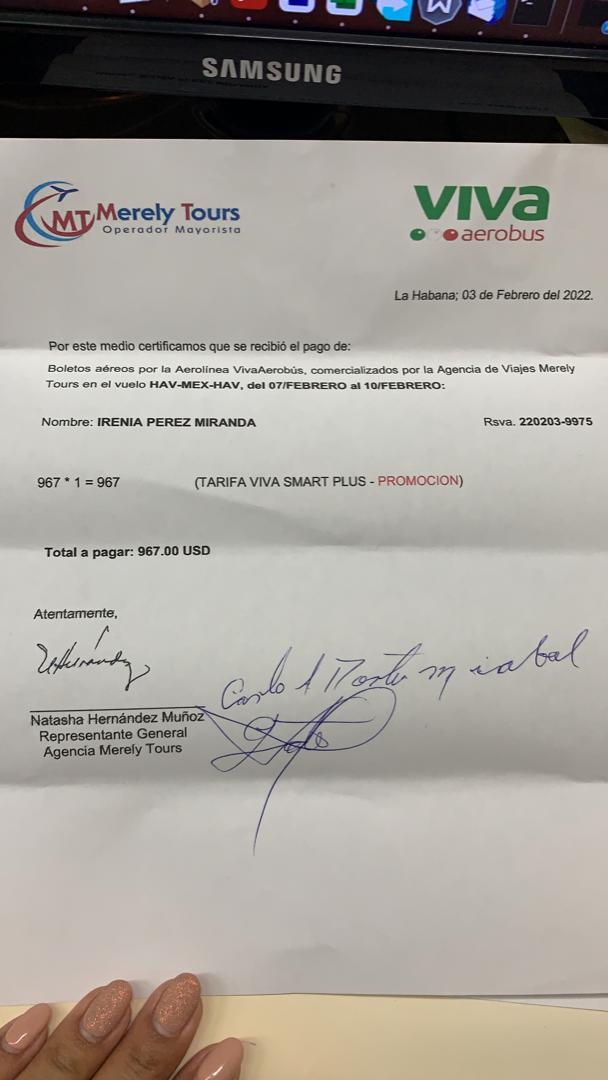 SAMSUNG
MT Merely Tours
Operador Mayorista
viva
aerobus
La Habana; 03 de Febrero del 2022.
Por este medio certificamos que se recibió el pago de:
Boletos aéreos por la Aerolínea VivaAerobús, comercializados por la Agencia de Viajes Merely
Tours en el vuelo HAV-MEX-HAV, del 07/FEBRERO al 10/FEBRERO:
Nombre: IRENIA PEREZ MIRANDA Rsva. 220203-9975
967 * 1 = 967 (TARIFA VIVA SMART PLUS - PROMOCION)
Total a pagar: 967.00 USD
Atentamente,
Natasha Hernández Muñoz
Representante General
Agencia Merely Tours